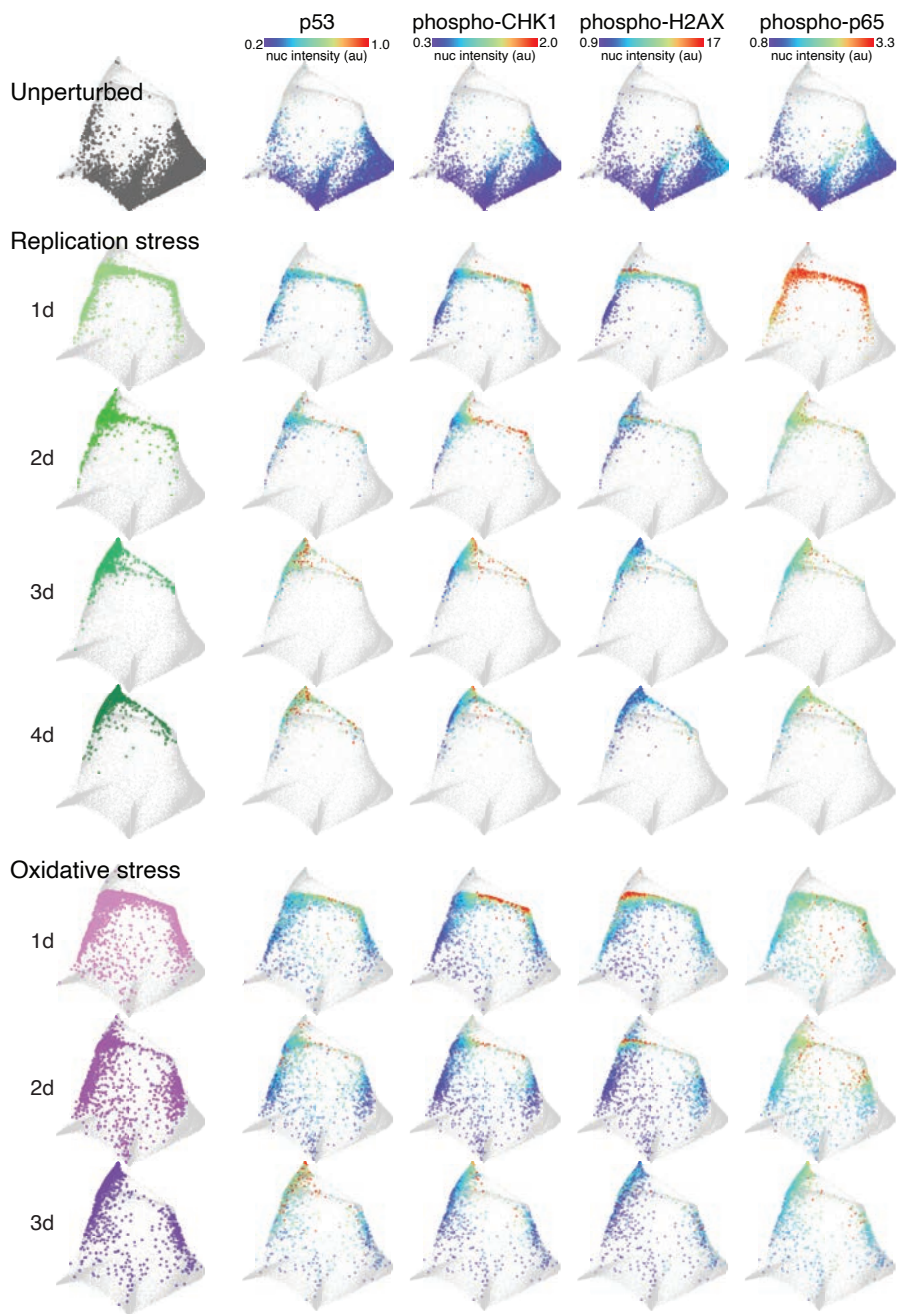 p53 phospho-CHK1 phospho-H2AX phospho-p65
0.2 1.0 0.3 2.0 0.9 17 0.8 3.3
nuc intensity (au) nuc intensity (au) nuc intensity (au) nuc intensity (au)
Unperturbed
Replication stress
1d
2d
3d
4d
Oxidative stress
1d
2d
3d